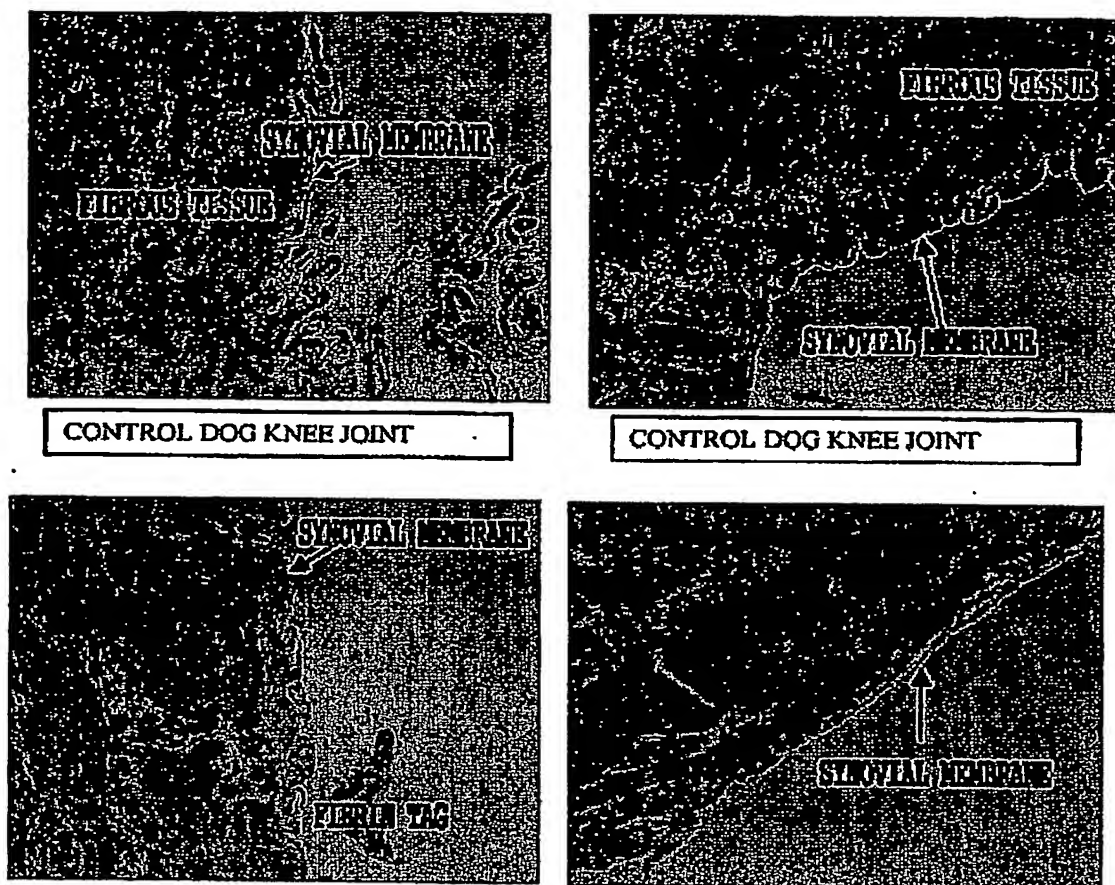 SYNOVIAL MEMBRANE
FIBROUS TISSUE
FIBROUS TISSUE
SYNOVIAL MEMBRANE
CONTROL DOG KNEE JOINT
CONTROL DOG KNEE JOINT
SYNOVIAL MEMBRANE
FIBRIN TAG
SYNOVIAL MEMBRANE